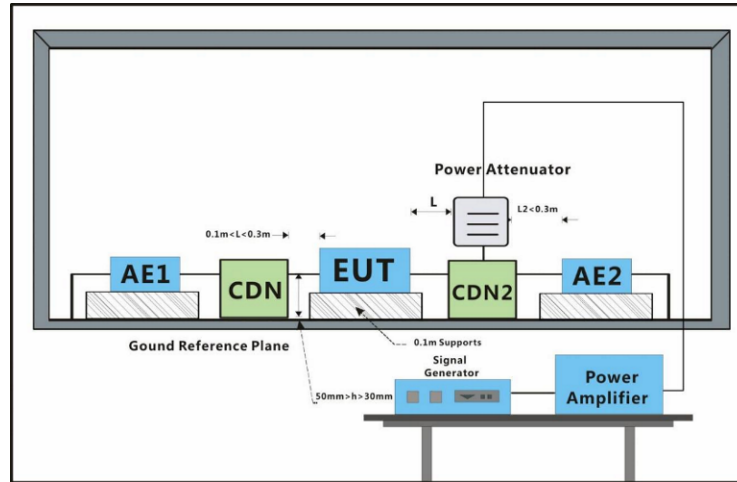 Power Attenuator
L
L2<0.3m
0.1m<L<0.3m
AE1
CDN
EUT
CDN2
AE2
Gound Reference Plane
0.1m Supports
50mm>h>30mm
Signal
Generator
Power
Amplifier